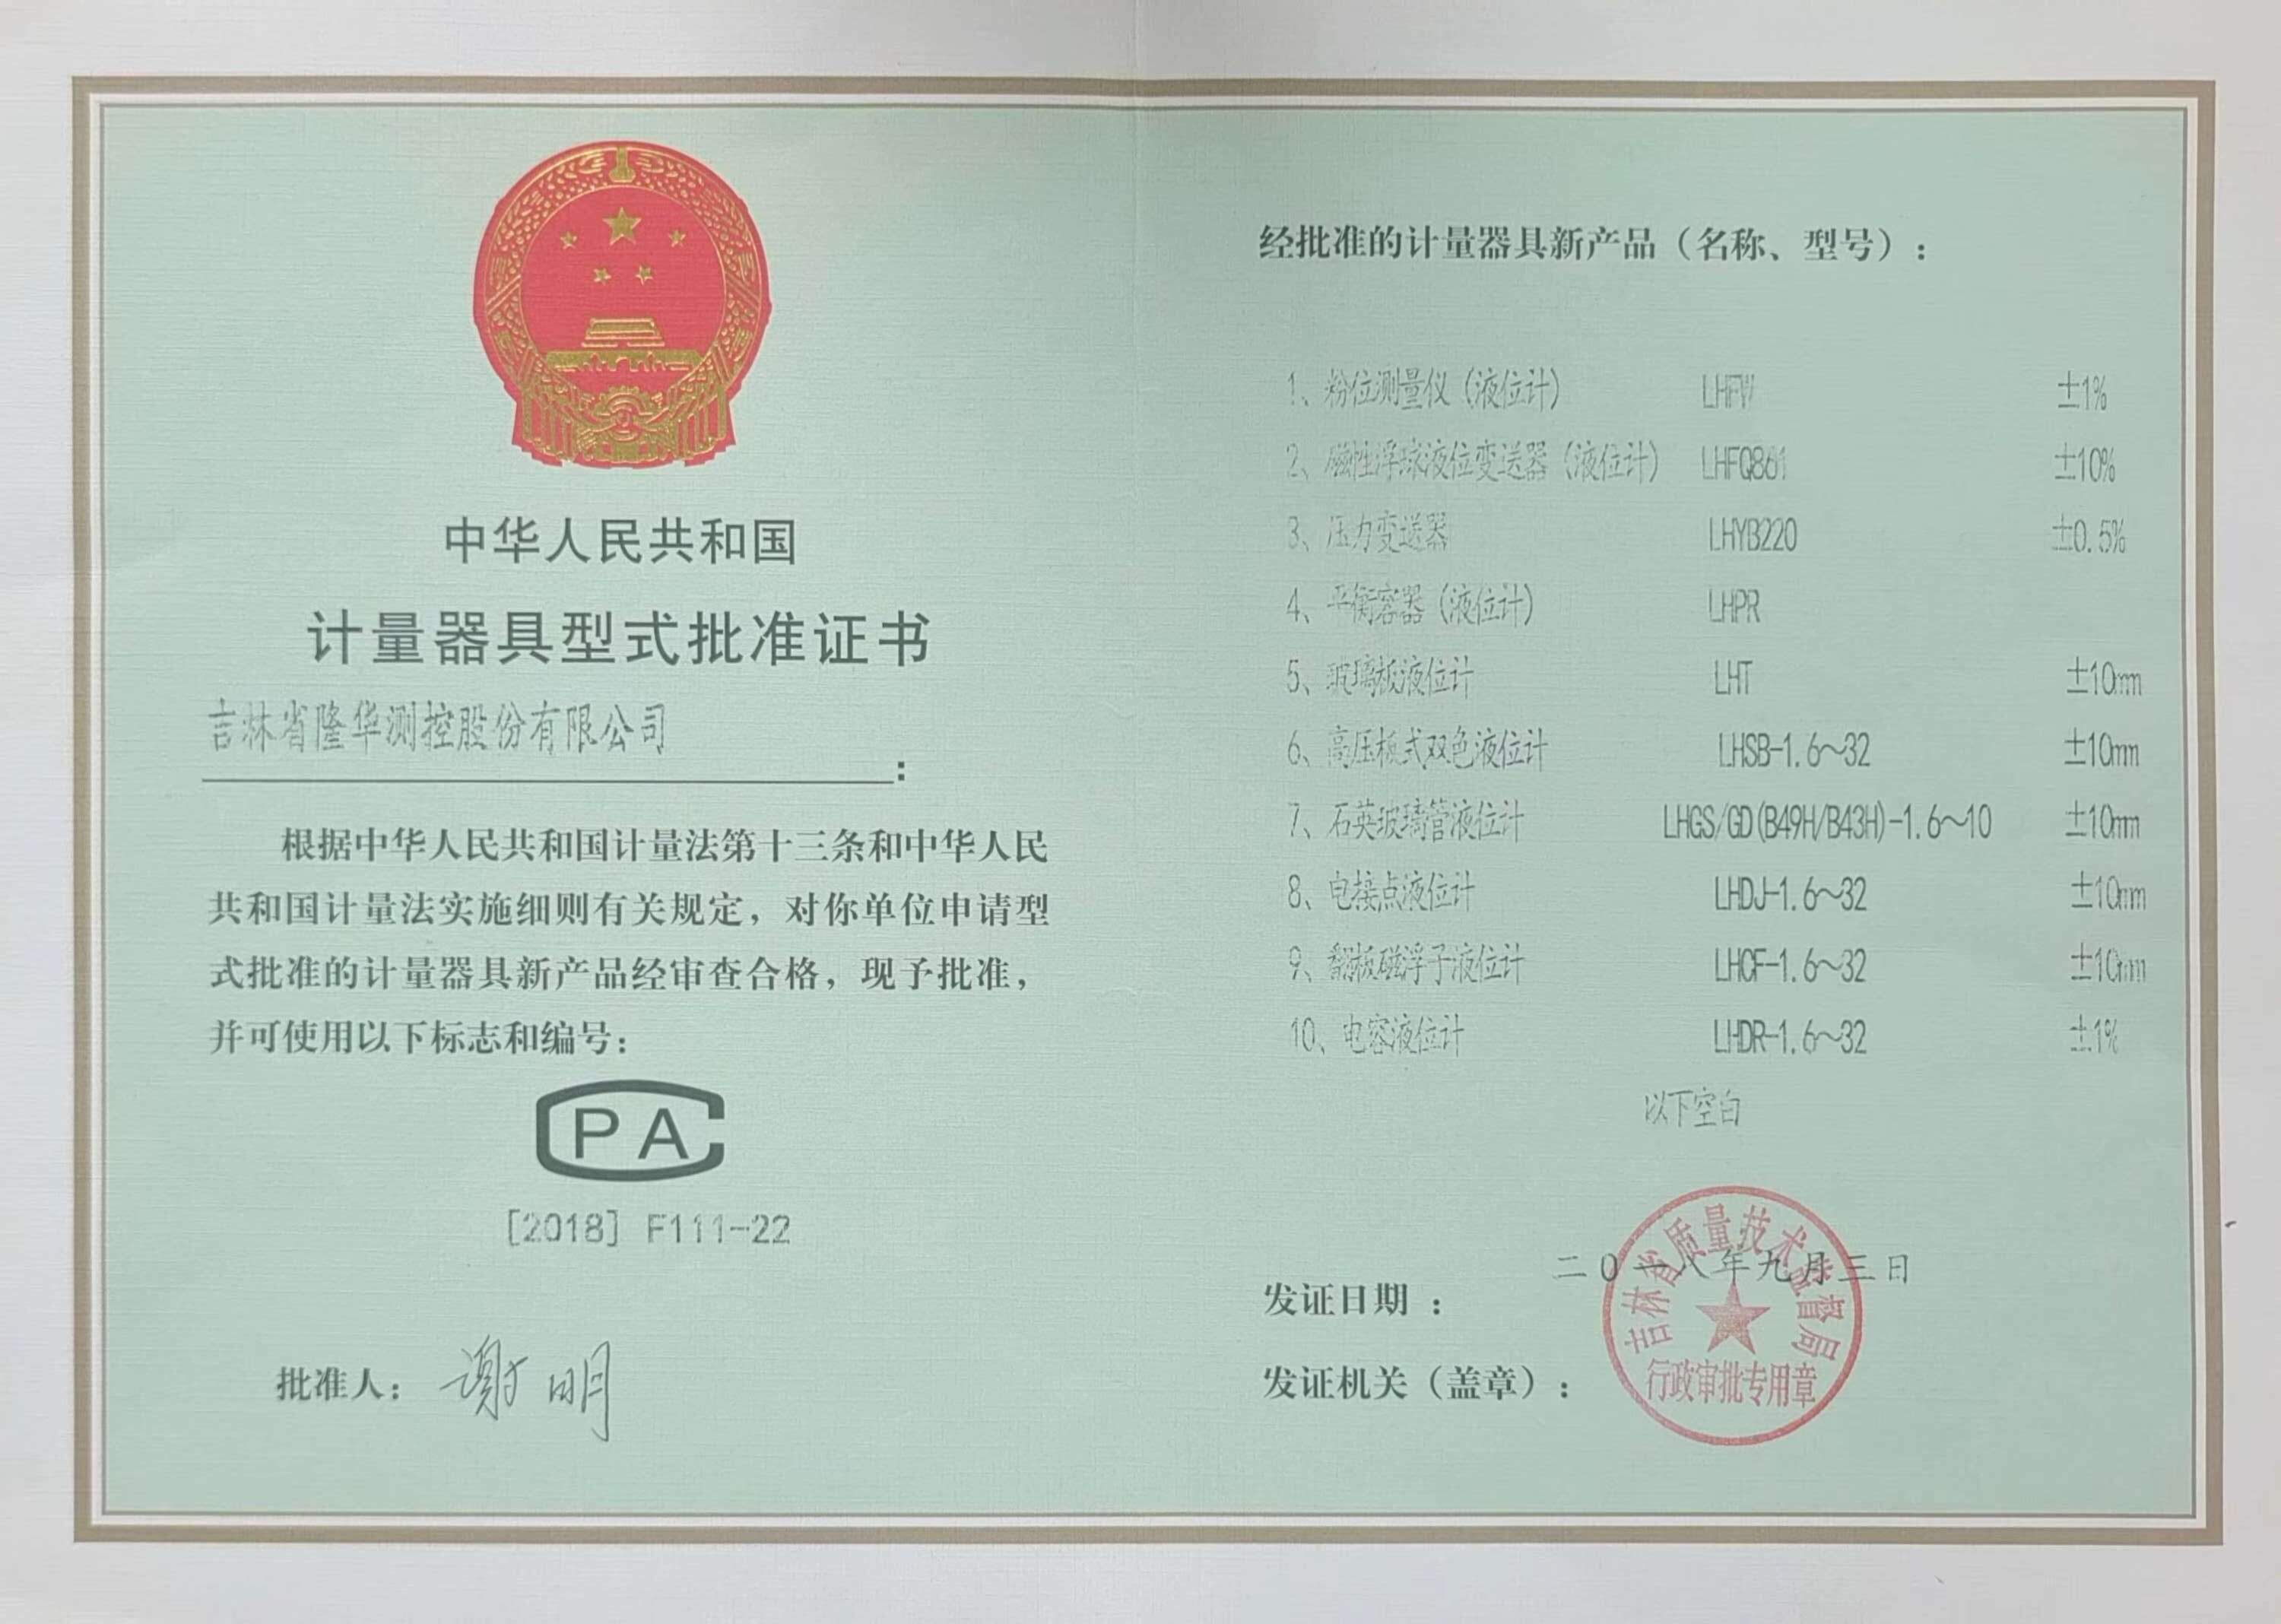 中华人民共和国
计量器具型式批准证书
吉林省隆华测控股份有限公司
：
根据中华人民共和国计量法第十三条和中华人民
共和国计量法实施细则有关规定，对你单位申请型
式批准的计量器具新产品经审查合格，现予批准，
并可使用以下标志和编号：
CPA
[2018] F111-22
批准人： 谢明
经批准的计量器具新产品（名称、型号）：
1、粉位测量仪（液位计） LHFW ±1%
2、磁性浮球液位变送器（液位计） LHFQ861 ±10%
3、压力变送器 LHYB220 ±0.5%
4、平衡容器（液位计） LHPR
5、玻璃板液位计 LHT ±10mm
6、高压板式双色液位计 LHSB-1.6～32 ±10mm
7、石英玻璃管液位计 LHGS/GD(B49H/B43H)-1.6～10 ±10mm
8、电接点液位计 LHDJ-1.6～32 ±10mm
9、翻板磁浮子液位计 LHCF-1.6～32 ±10mm
10、电容液位计 LHDR-1.6～32 ±1%
以下空白
发证日期： 二〇一八年九月三日
发证机关（盖章）：
吉林省质量技术监督局
行政审批专用章